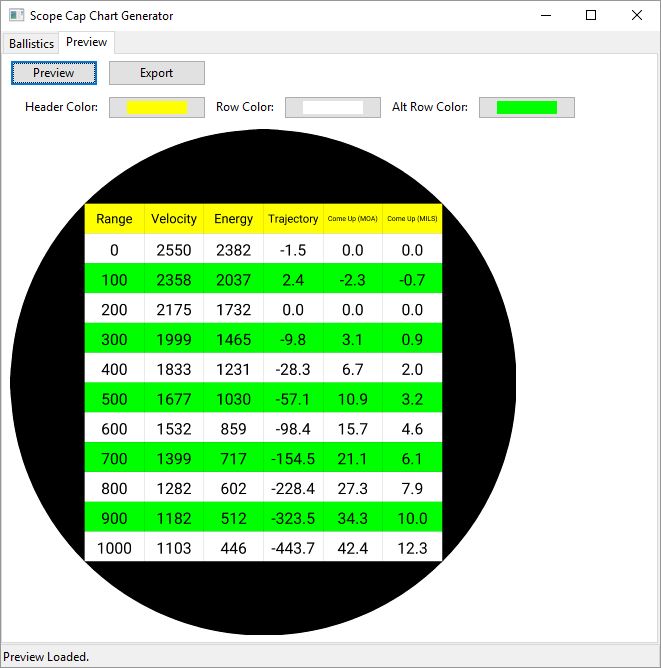 Scope Cap Chart Generator
Ballistics Preview
Preview Export
Header Color: Row Color: Alt Row Color:
Range Velocity Energy Trajectory Come Up (MOA) Come Up (MILS)
0 2550 2382 -1.5 0.0 0.0
100 2358 2037 2.4 -2.3 -0.7
200 2175 1732 0.0 0.0 0.0
300 1999 1465 -9.8 3.1 0.9
400 1833 1231 -28.3 6.7 2.0
500 1677 1030 -57.1 10.9 3.2
600 1532 859 -98.4 15.7 4.6
700 1399 717 -154.5 21.1 6.1
800 1282 602 -228.4 27.3 7.9
900 1182 512 -323.5 34.3 10.0
1000 1103 446 -443.7 42.4 12.3
Preview Loaded.